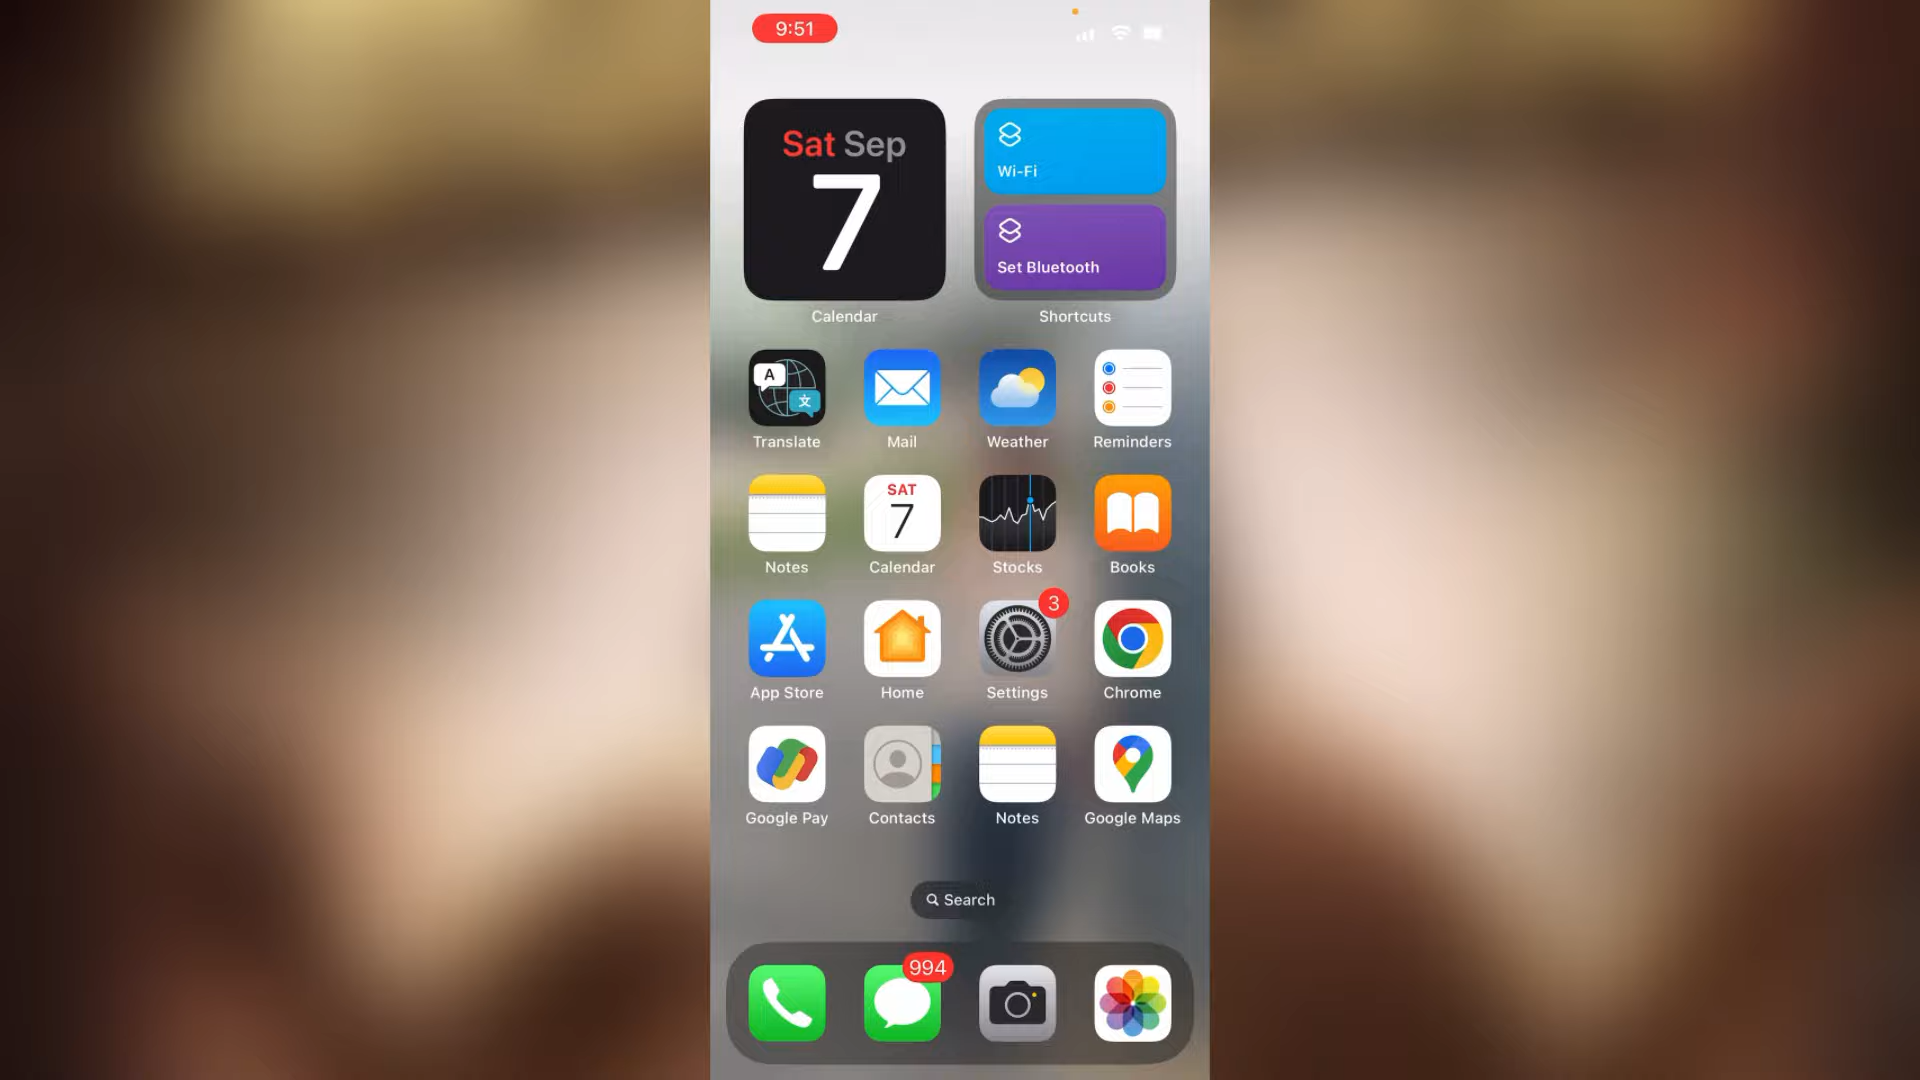 9:51
Sat Sep
7
Wi-Fi
Set Bluetooth
Calendar
Shortcuts
A
文
Translate
Mail
Weather
Reminders
SAT
7
Notes
Calendar
Stocks
Books
3
App Store
Home
Settings
Chrome
Google Pay
Contacts
Notes
Google Maps
Search
994